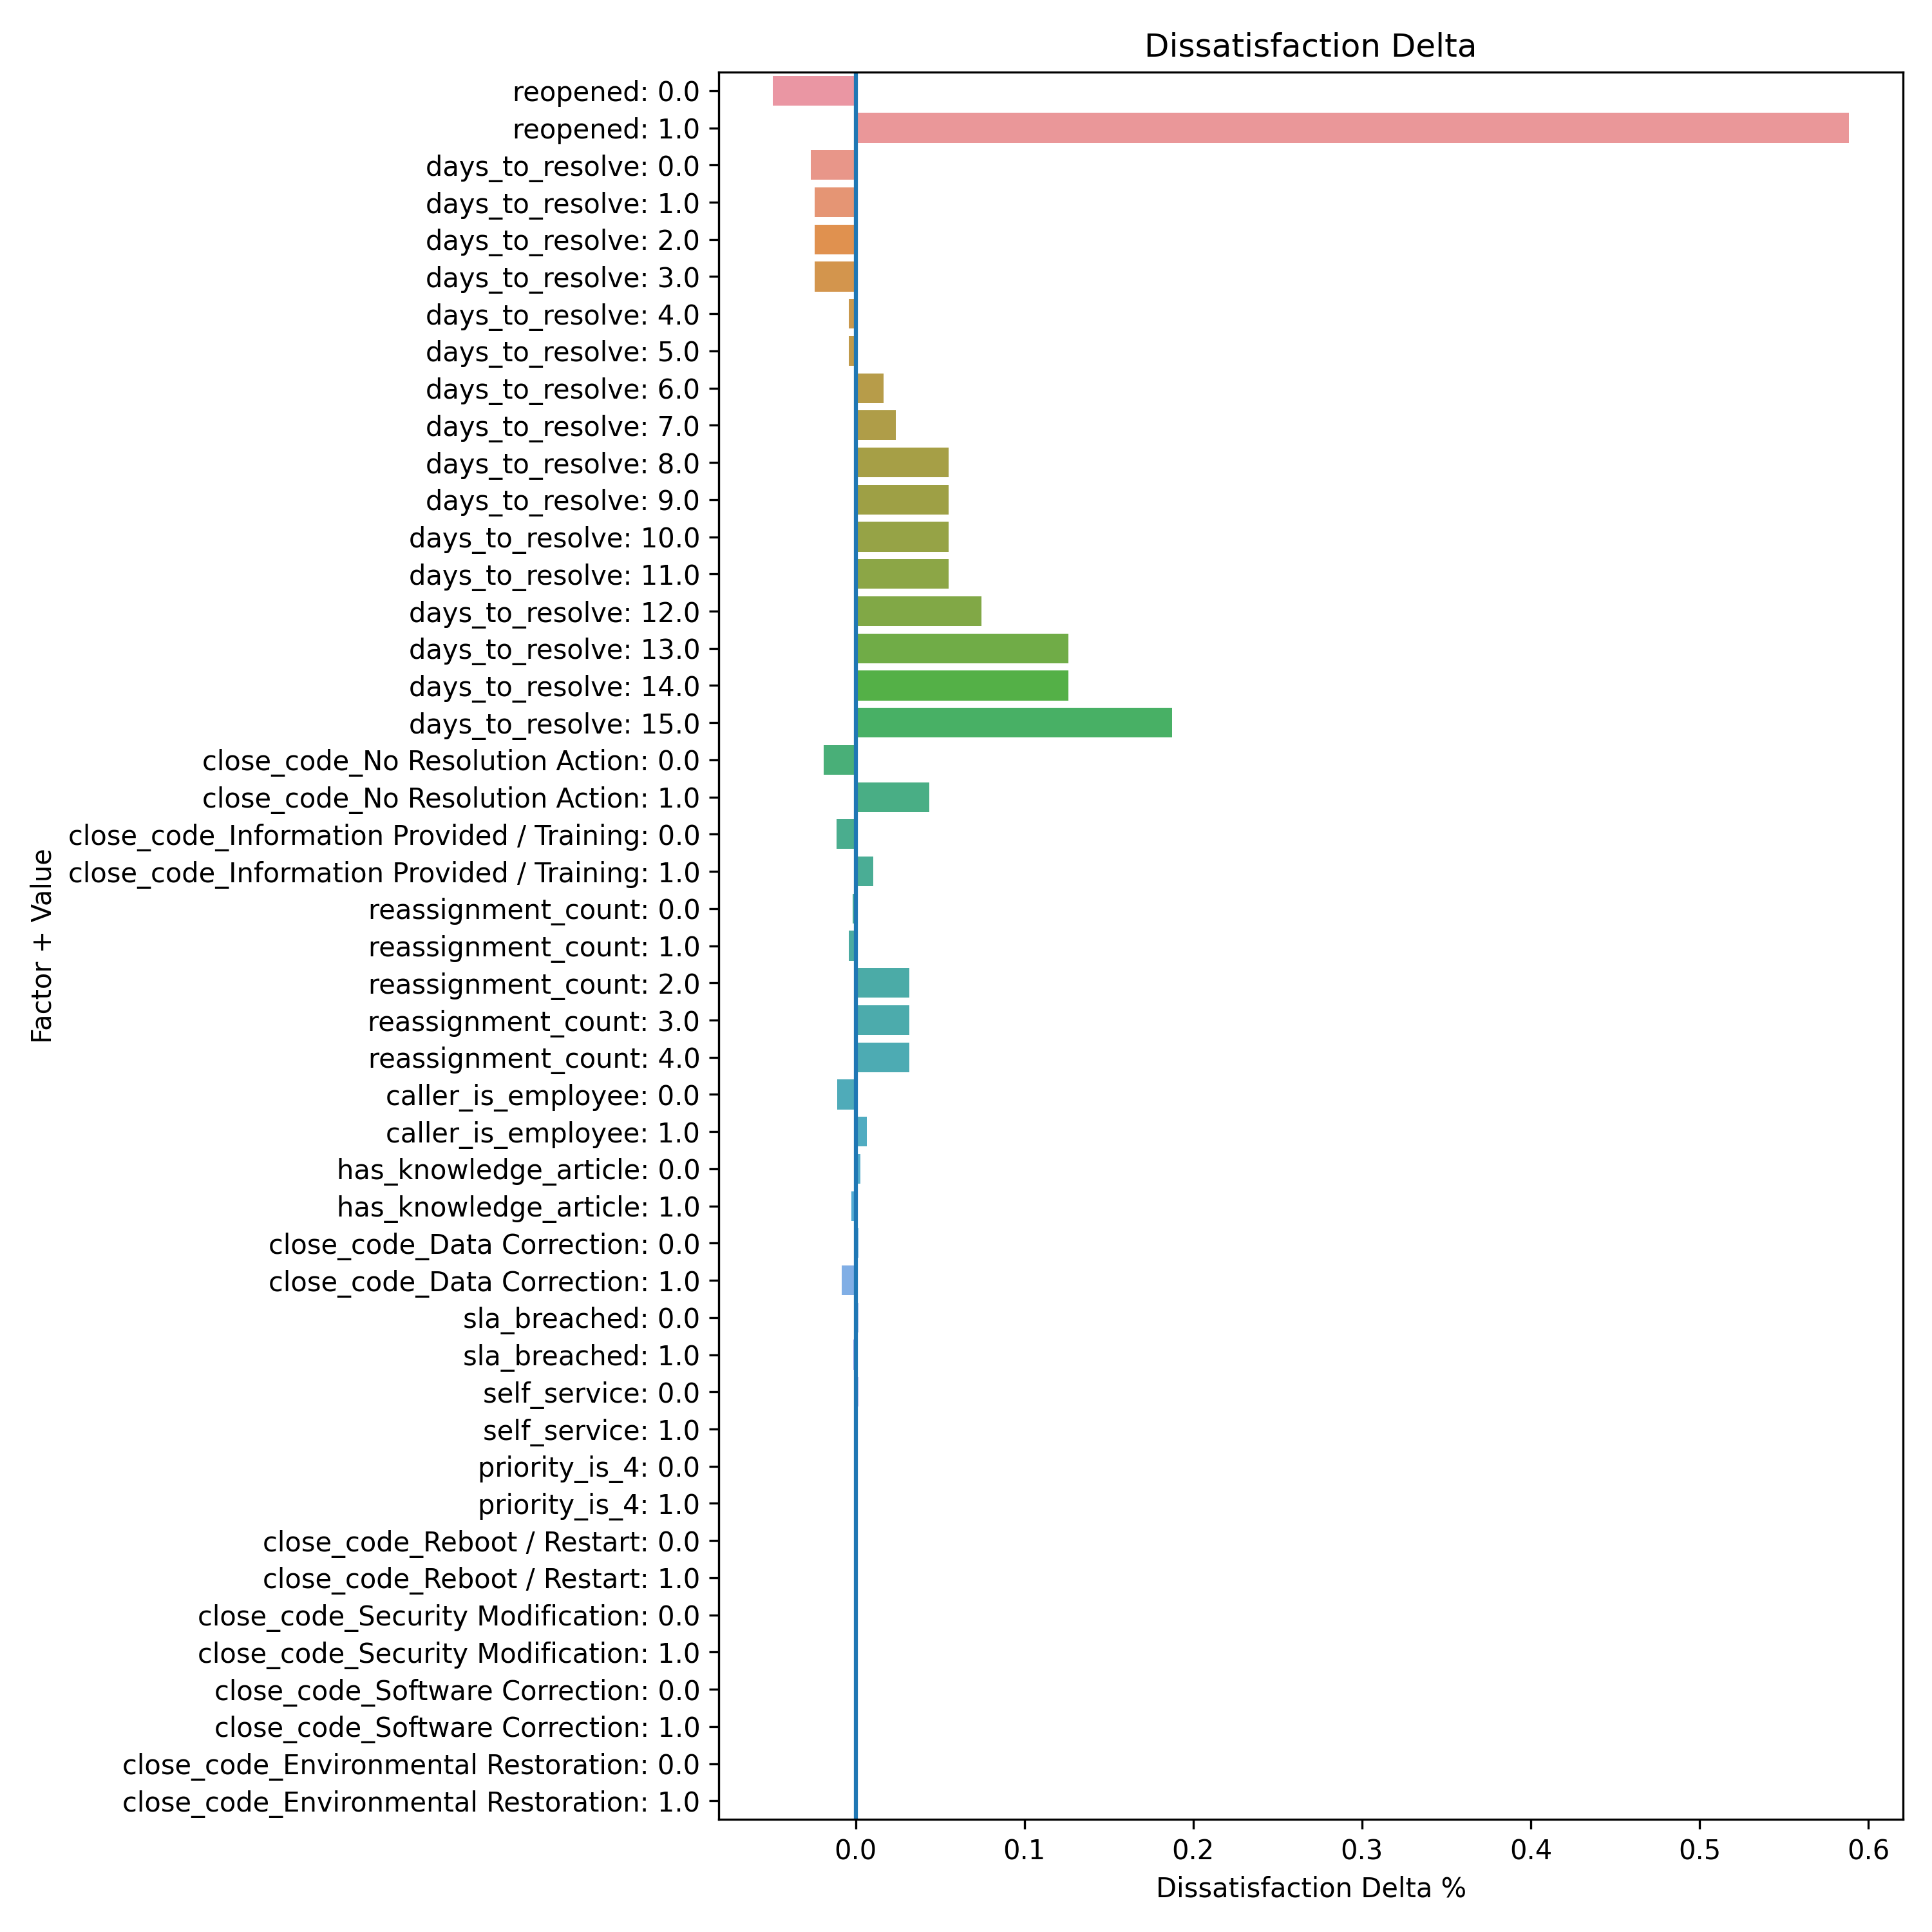 Dissatisfaction Delta
reopened: 0.0
reopened: 1.0
days_to_resolve: 0.0
days_to_resolve: 1.0
days_to_resolve: 2.0
days_to_resolve: 3.0
days_to_resolve: 4.0
days_to_resolve: 5.0
days_to_resolve: 6.0
days_to_resolve: 7.0
days_to_resolve: 8.0
days_to_resolve: 9.0
days_to_resolve: 10.0
days_to_resolve: 11.0
days_to_resolve: 12.0
days_to_resolve: 13.0
days_to_resolve: 14.0
days_to_resolve: 15.0
close_code_No Resolution Action: 0.0
close_code_No Resolution Action: 1.0
close_code_Information Provided / Training: 0.0
close_code_Information Provided / Training: 1.0
reassignment_count: 0.0
reassignment_count: 1.0
reassignment_count: 2.0
reassignment_count: 3.0
reassignment_count: 4.0
caller_is_employee: 0.0
caller_is_employee: 1.0
has_knowledge_article: 0.0
has_knowledge_article: 1.0
close_code_Data Correction: 0.0
close_code_Data Correction: 1.0
sla_breached: 0.0
sla_breached: 1.0
self_service: 0.0
self_service: 1.0
priority_is_4: 0.0
priority_is_4: 1.0
close_code_Reboot / Restart: 0.0
close_code_Reboot / Restart: 1.0
close_code_Security Modification: 0.0
close_code_Security Modification: 1.0
close_code_Software Correction: 0.0
close_code_Software Correction: 1.0
close_code_Environmental Restoration: 0.0
close_code_Environmental Restoration: 1.0
Factor + Value
0.0 0.1 0.2 0.3 0.4 0.5 0.6
Dissatisfaction Delta %